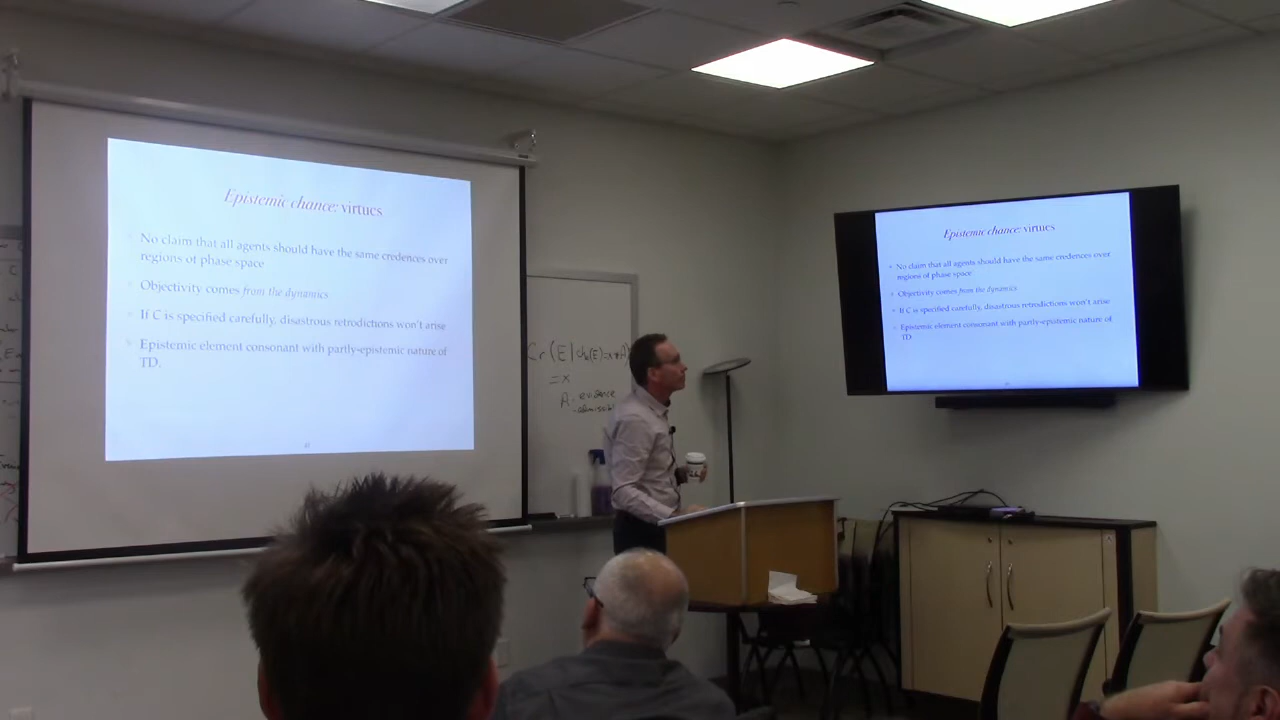 Epistemic chance: virtues
No claim that all agents should have the same credences over
regions of phase space
Objectivity comes from the dynamics
If C is specified carefully, disastrous retrodictions won't arise
Epistemic element consonant with partly-epistemic nature of
TD.
Cr(E|ch(E)=x
=x
A
Epistemic chance: virtues
No claim that all agents should have the same credences over
regions of phase space
Objectivity comes from the dynamics
If C is specified carefully, disastrous retrodictions won't arise
Epistemic element consonant with partly-epistemic nature of
TD.